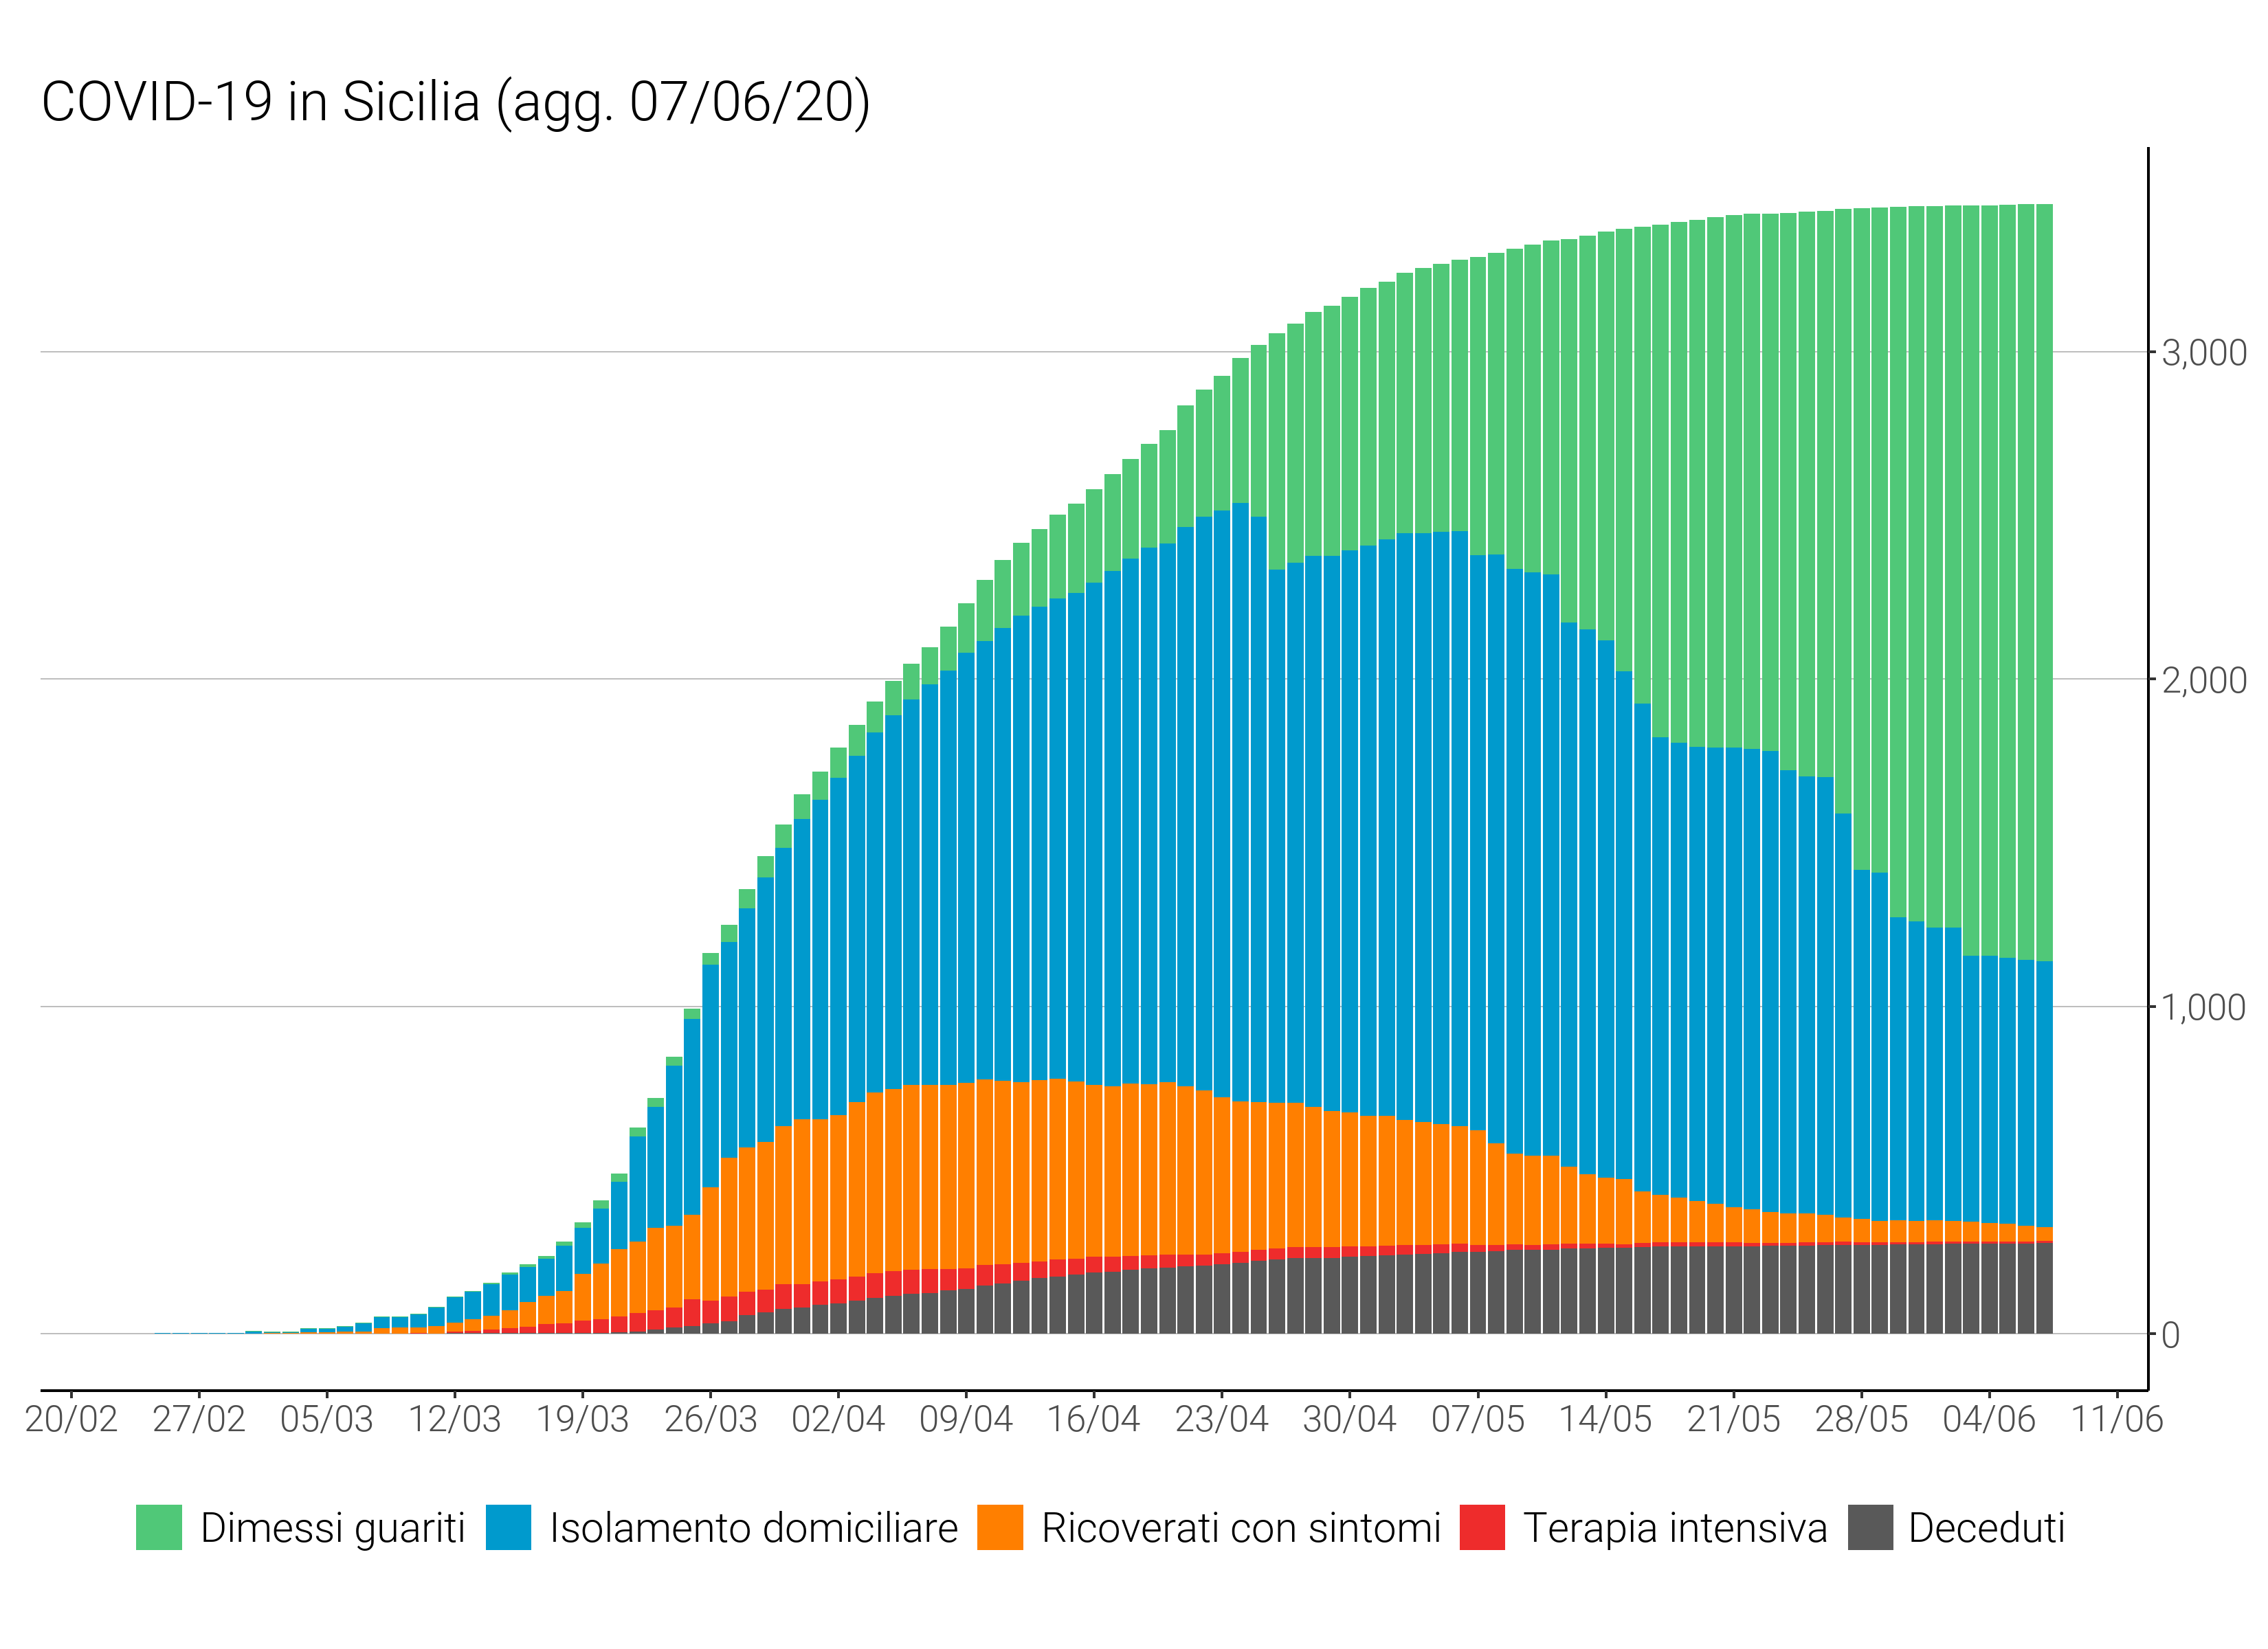 COVID-19 in Sicilia (agg. 07/06/20)
3,000
2,000
1,000
0
20/02 27/02 05/03 12/03 19/03 26/03 02/04 09/04 16/04 23/04 30/04 07/05 14/05 21/05 28/05 04/06 11/06
Dimessi guariti Isolamento domiciliare Ricoverati con sintomi Terapia intensiva Deceduti